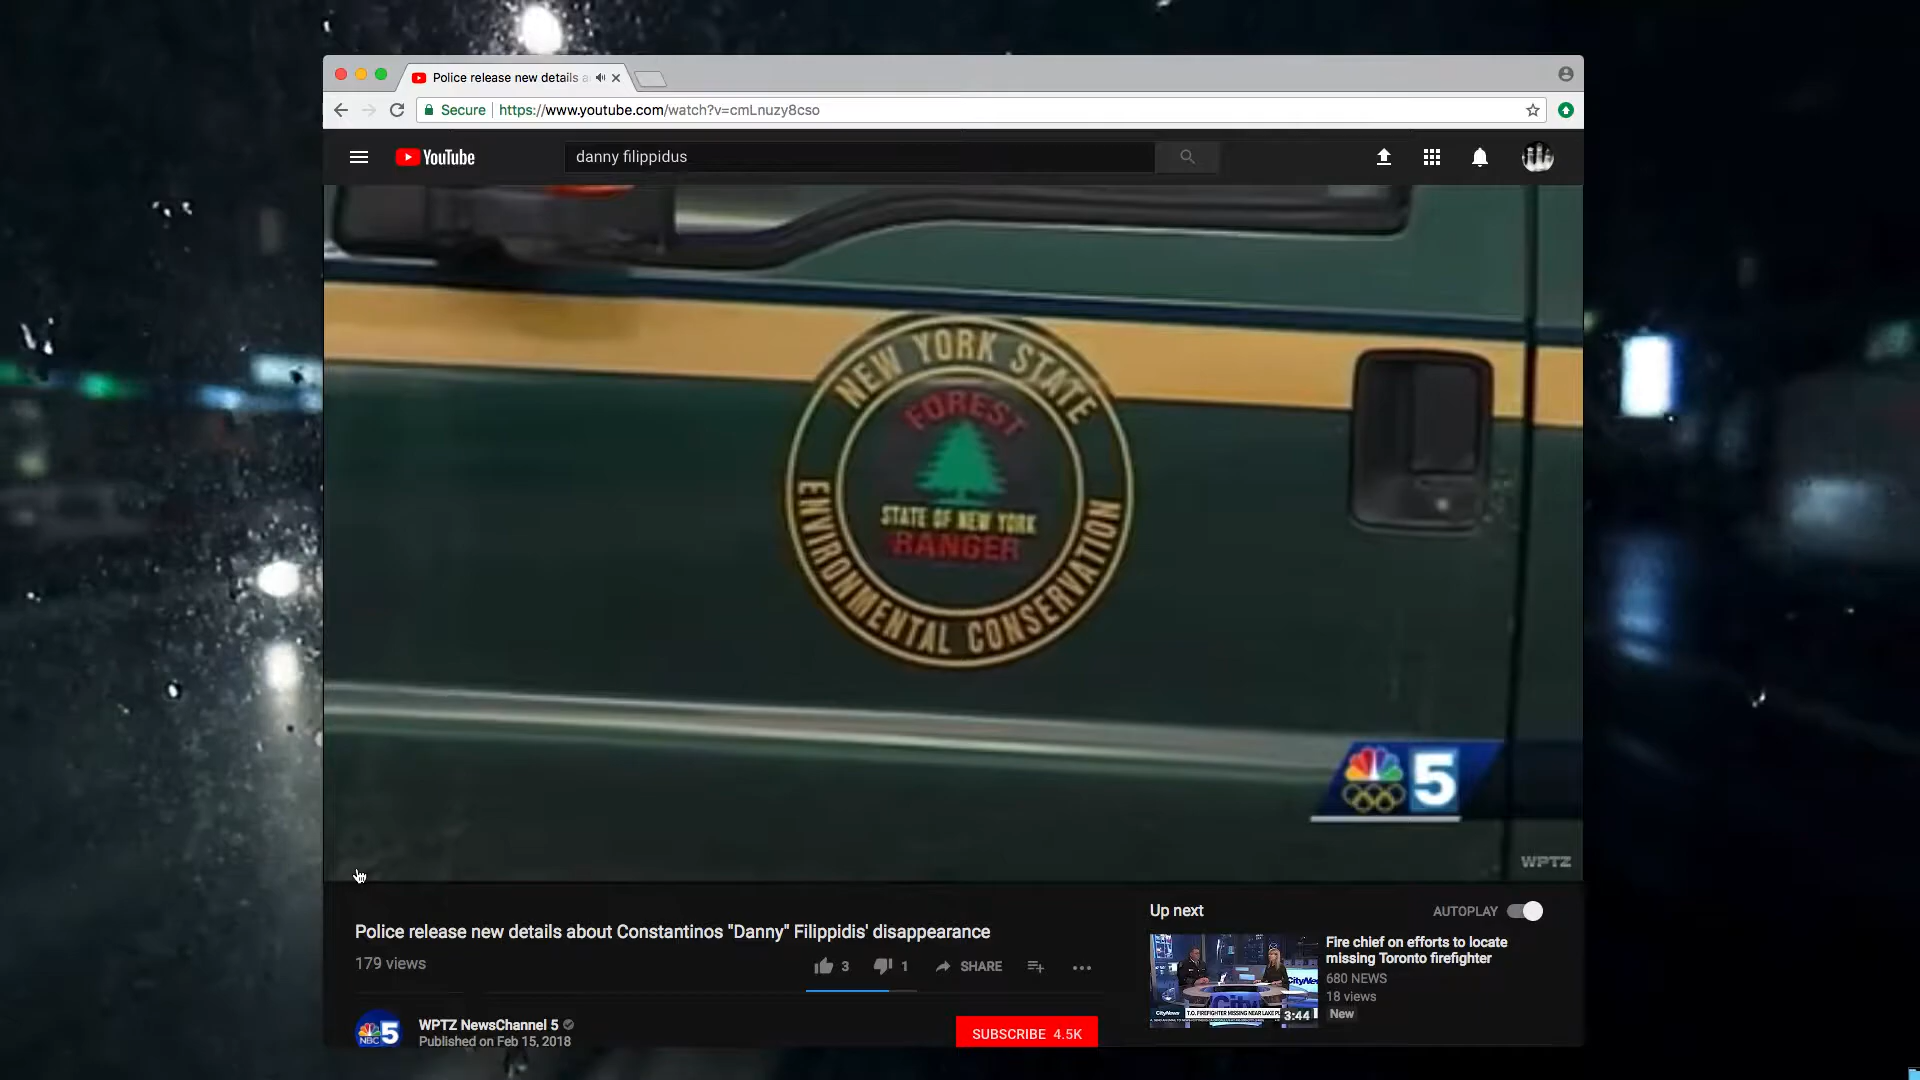 Police release new details a
Secure
https://www.youtube.com/watch?v=cmLnuzy8cso
YouTube
danny filippidus
NEW YORK STATE
FOREST
STATE OF NEW YORK
RANGER
ENVIRONMENTAL CONSERVATION
5
WPTZ
Police release new details about Constantinos "Danny" Filippidis' disappearance
179 views
3
1
SHARE
NBC 5
WPTZ NewsChannel 5
Published on Feb 15, 2018
SUBSCRIBE 4.5K
Up next
AUTOPLAY
Fire chief on efforts to locate
missing Toronto firefighter
680 NEWS
18 views
New
3:44